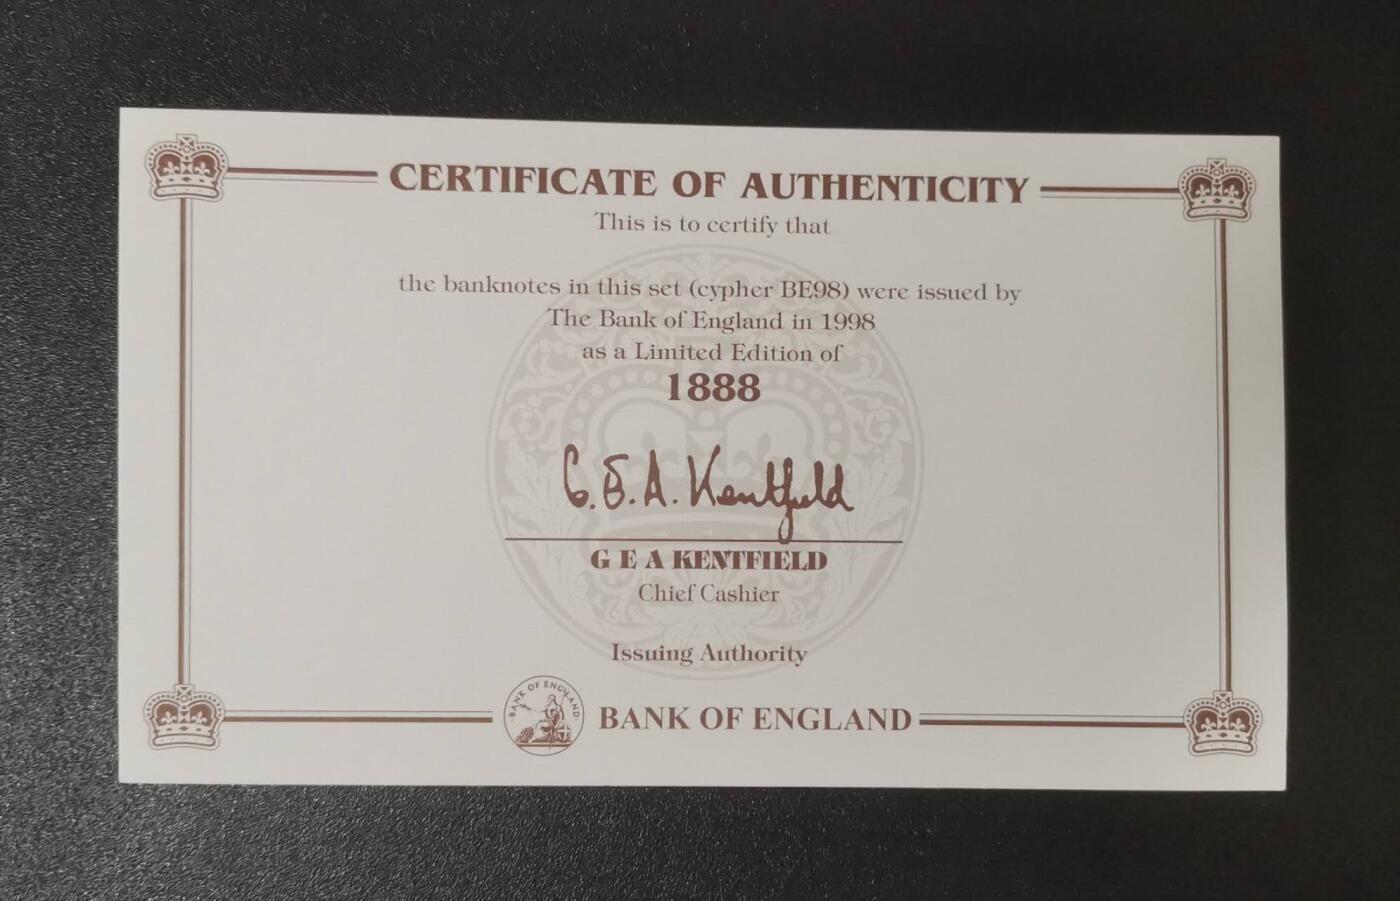 CERTIFICATE OF AUTHENTICITY
This is to certify that
the banknotes in this set (cypher BE98) were issued by
The Bank of England in 1998
as a Limited Edition of
1888
G.E.A. Kentfield
G E A KENTFIELD
Chief Cashier
Issuing Authority
BANK OF ENGLAND
BANK OF ENGLAND